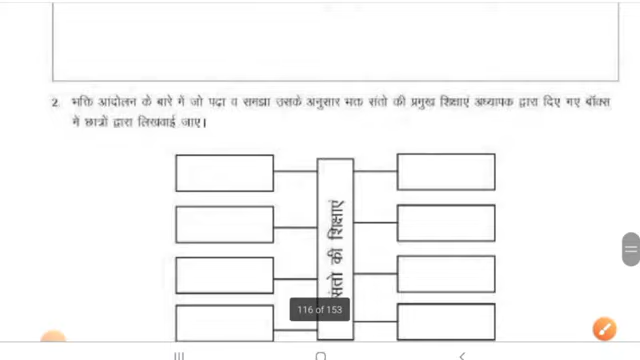 2. भक्ति आंदोलन के बारे में जो पढ़ा व समझा उसके अनुसार भक्त संतो की प्रमुख शिक्षाएं अध्यापक द्वारा दिए गए बॉक्स
में छात्रों द्वारा लिखवाई जाए।
संतो की शिक्षाएं
116 of 153